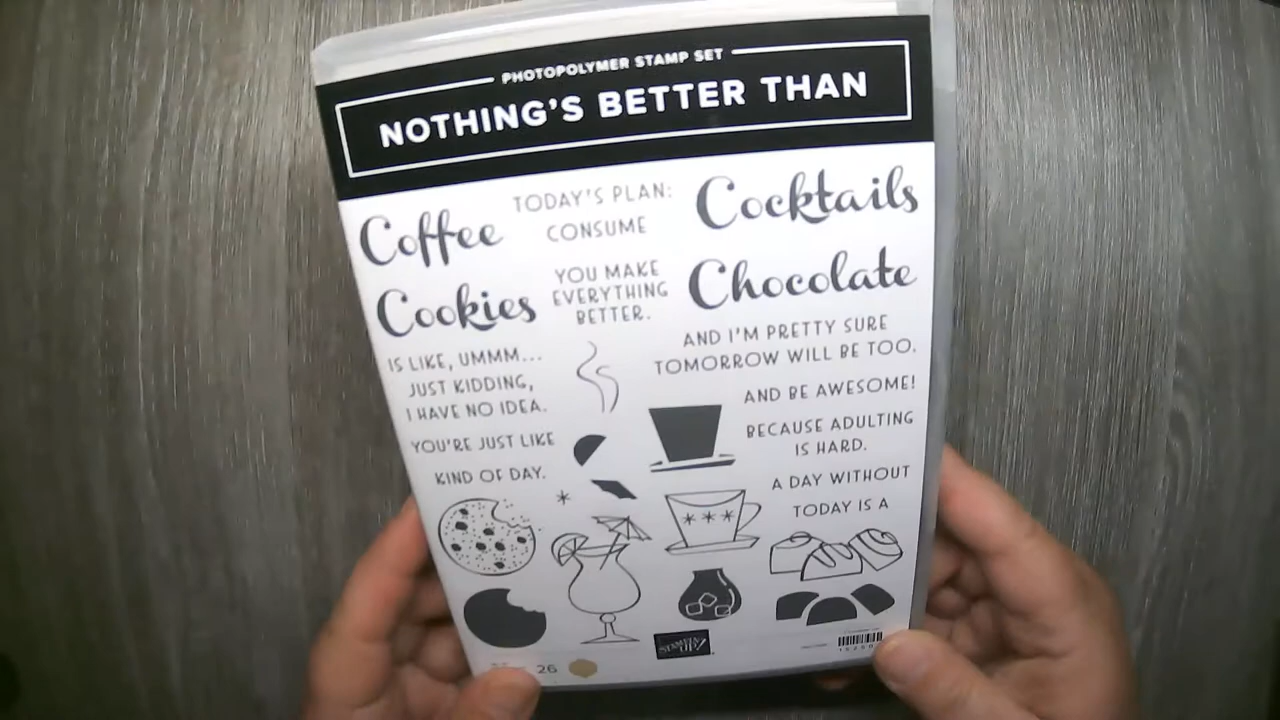 PHOTOPOLYMER STAMP SET
NOTHING'S BETTER THAN
Coffee
TODAY'S PLAN:
CONSUME
Cocktails
Cookies
YOU MAKE
EVERYTHING
BETTER.
Chocolate
IS LIKE, UMMM...
JUST KIDDING,
I HAVE NO IDEA.
AND I'M PRETTY SURE
TOMORROW WILL BE TOO.
AND BE AWESOME!
YOU'RE JUST LIKE
BECAUSE ADULTING
IS HARD.
KIND OF DAY.
A DAY WITHOUT
TODAY IS A
STAMPIN' UP!
26